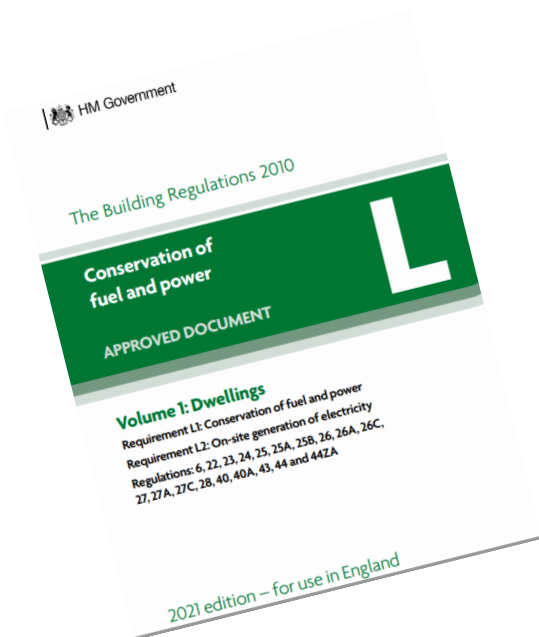 HM Government
The Building Regulations 2010
Conservation of
fuel and power
L
APPROVED DOCUMENT
Volume 1: Dwellings
Requirement L1: Conservation of fuel and power
Requirement L2: On-site generation of electricity
Regulations: 6, 22, 23, 24, 25, 25A, 25B, 26, 26A, 26C,
27, 27A, 27C, 28, 40, 40A, 43, 44 and 44ZA
2021 edition – for use in England